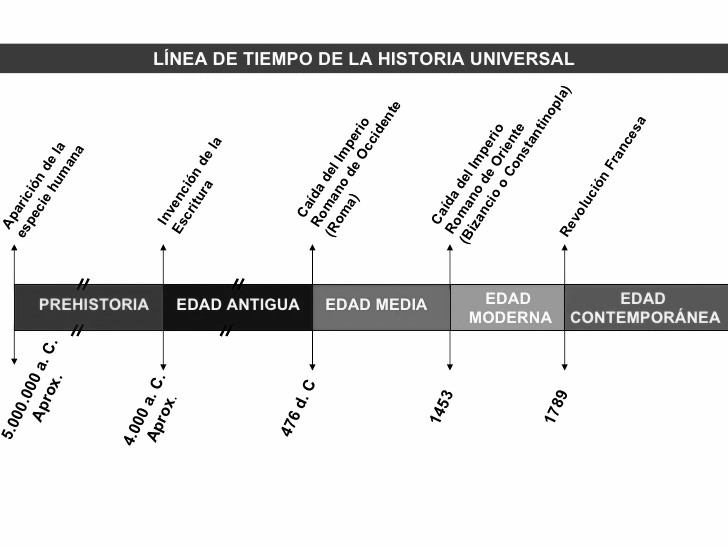 LÍNEA DE TIEMPO DE LA HISTORIA UNIVERSAL
Aparición de la
especie humana
Invención de la
Escritura
Caída del Imperio
Romano de Occidente
(Roma)
Caída del Imperio
Romano de Oriente
(Bizancio o Constantinopla)
Revolución Francesa
PREHISTORIA
EDAD ANTIGUA
EDAD MEDIA
EDAD
MODERNA
EDAD
CONTEMPORÁNEA
5.000.000 a. C.
Aprox.
4.000 a. C.
Aprox.
476 d. C
1453
1789